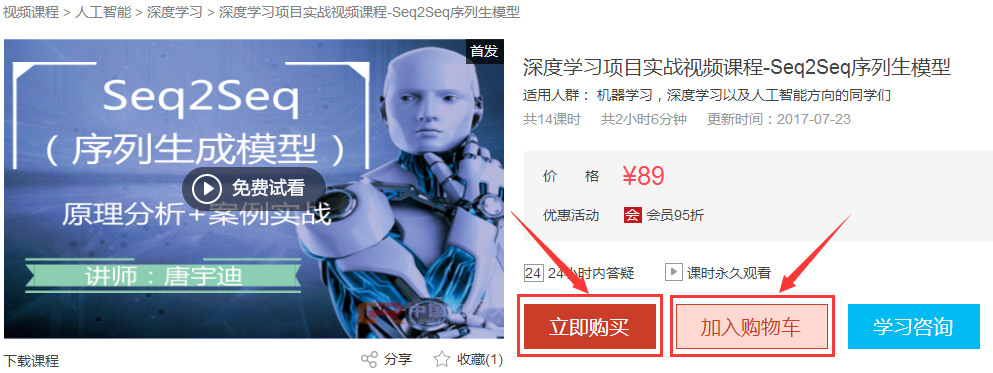 视频课程 > 人工智能 > 深度学习 > 深度学习项目实战视频课程-Seq2Seq序列生模型
首发
Seq2Seq
（序列生成模型）
免费试看
原理分析+案例实战
讲师：唐宇迪
下载课程
分享
收藏(1)
深度学习项目实战视频课程-Seq2Seq序列生模型
适用人群： 机器学习，深度学习以及人工智能方向的同学们
共14课时 共2小时6分钟 更新时间：2017-07-23
价 格 ¥89
优惠活动 会 会员95折
24 24小时内答疑 课时永久观看
立即购买 加入购物车 学习咨询